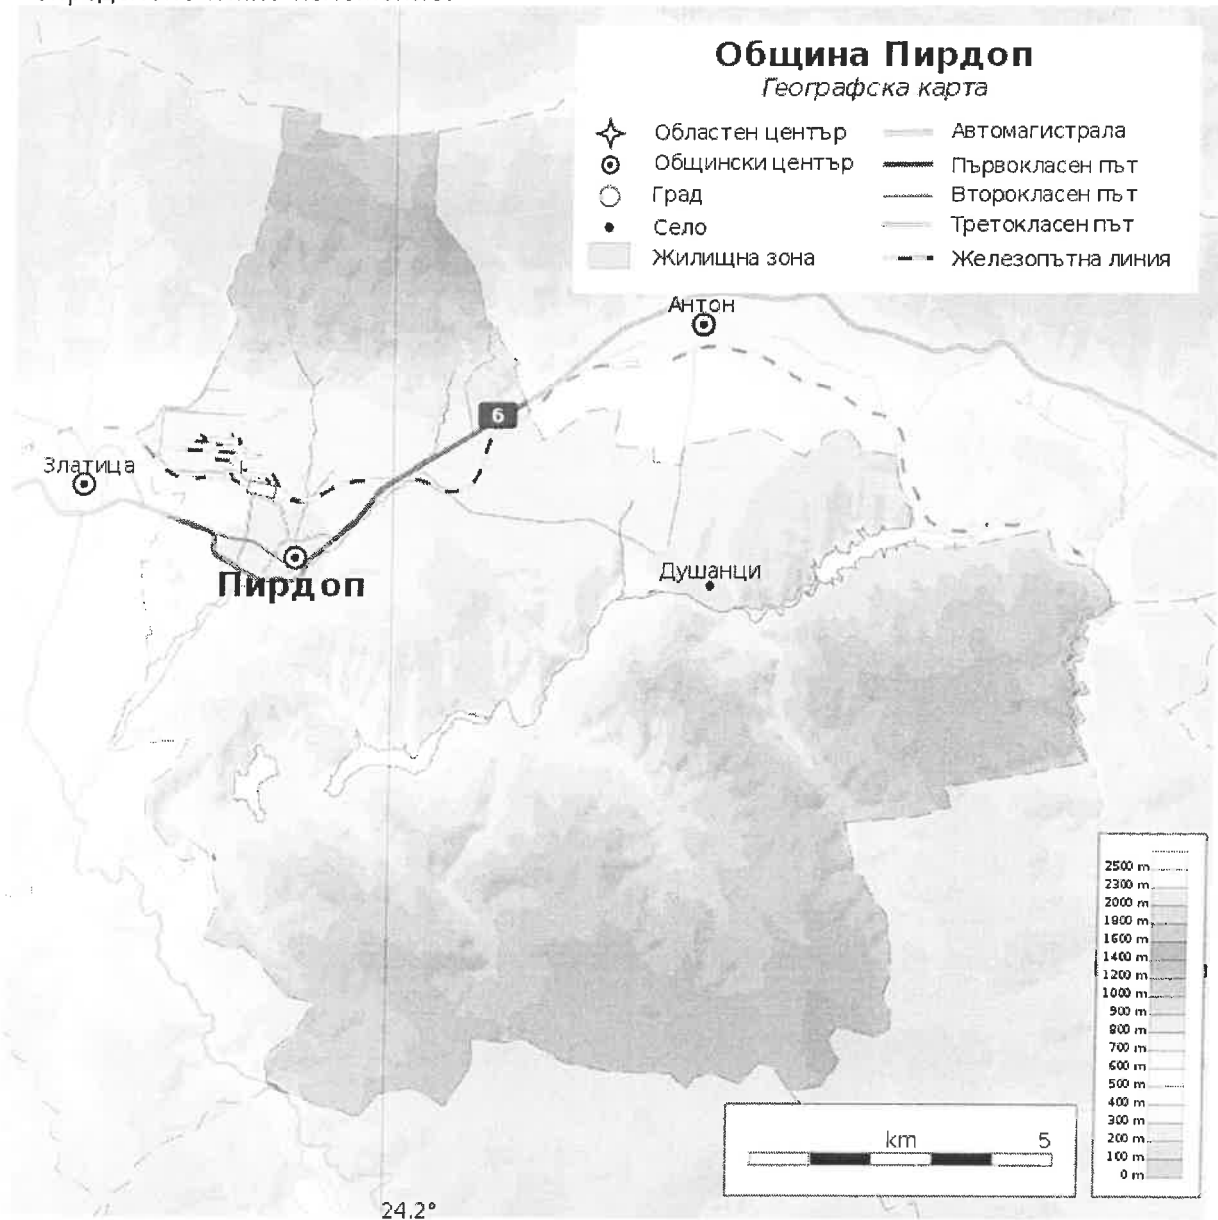 Община Пирдоп
Географска карта
Областен център
Общински център
Град
Село
Жилищна зона
Автомагистрала
Първокласен път
Второкласен път
Третокласен път
Железопътна линия
Антон
6
Златица
Пирдоп
Душанци
2500 m
2300 m
2000 m
1800 m
1600 m
1400 m
1200 m
1000 m
900 m
800 m
700 m
600 m
500 m
400 m
300 m
200 m
100 m
0 m
km 5
24.2°